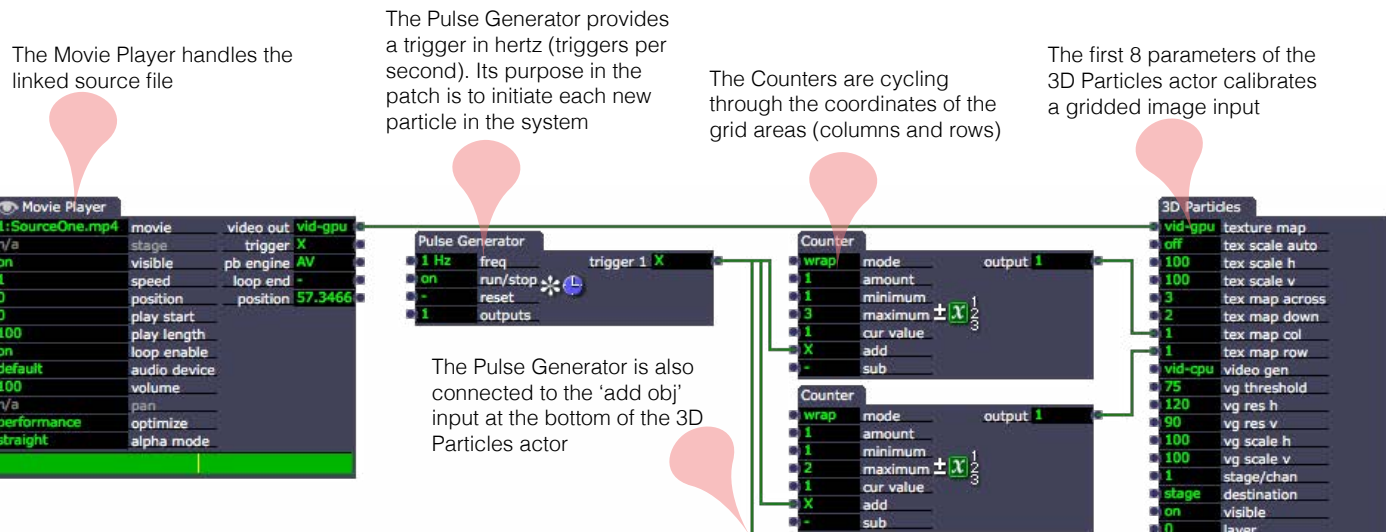 The Movie Player handles the
linked source file
The Pulse Generator provides
a trigger in hertz (triggers per
second). Its purpose in the
patch is to initiate each new
particle in the system
The Counters are cycling
through the coordinates of the
grid areas (columns and rows)
The first 8 parameters of the
3D Particles actor calibrates
a gridded image input
Movie Player
1:SourceOne.mp4 movie video out vid-gpu
n/a stage trigger X
on visible pb engine AV
1 speed loop end -
0 position position 57.3466
0 play start
100 play length
on loop enable
default audio device
100 volume
n/a pan
performance optimize
straight alpha mode
Pulse Generator
1 Hz freq trigger 1 X
on run/stop
- reset
1 outputs
The Pulse Generator is also
connected to the ‘add obj’
input at the bottom of the 3D
Particles actor
Counter
wrap mode output 1
1 amount
1 minimum
3 maximum ± x 1 2 3
1 cur value
X add
- sub
Counter
wrap mode output 1
1 amount
1 minimum
2 maximum ± x 1 2 3
1 cur value
X add
- sub
3D Particles
vid-gpu texture map
off tex scale auto
100 tex scale h
100 tex scale v
3 tex map across
2 tex map down
1 tex map col
1 tex map row
vid-cpu video gen
75 vg threshold
120 vg res h
90 vg res v
100 vg scale h
100 vg scale v
1 stage/chan
stage destination
on visible
0 layer